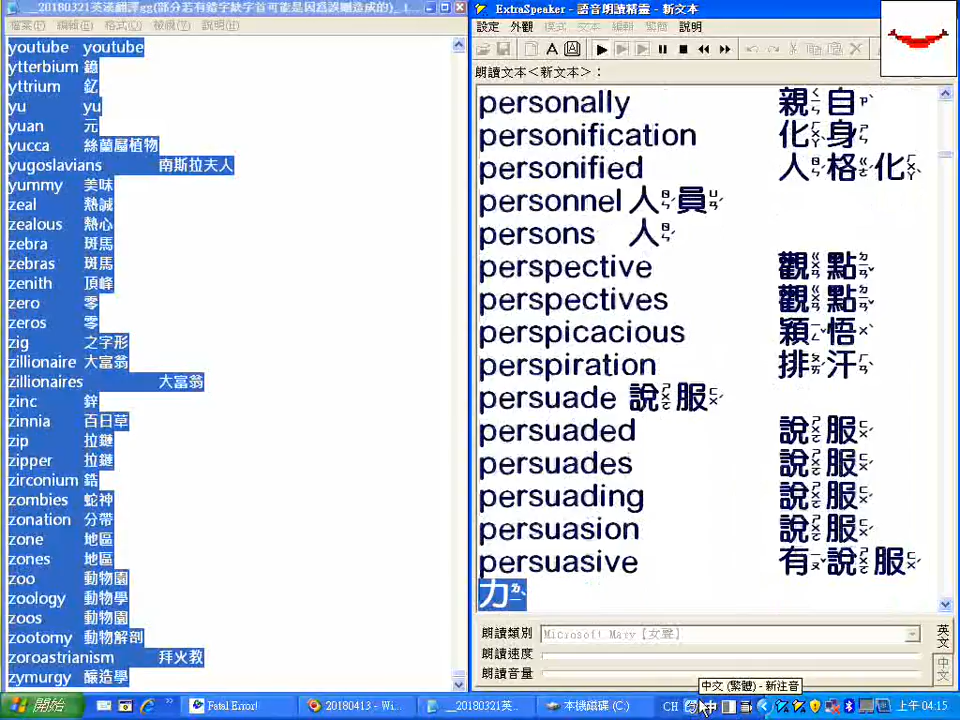 __20180321英漢翻譯gg(部分若有錯字缺字首可能是因為誤刪造成的)_1...
檔案(F) 編輯(E) 格式(O) 檢視(V) 說明(H)
youtube youtube
ytterbium 鐿
yttrium 釔
yu yu
yuan 元
yucca 絲蘭屬植物
yugoslavians 南斯拉夫人
yummy 美味
zeal 熱誠
zealous 熱心
zebra 斑馬
zebras 斑馬
zenith 頂峰
zero 零
zeros 零
zig 之字形
zillionaire 大富翁
zillionaires 大富翁
zinc 鋅
zinnia 百日草
zip 拉鏈
zipper 拉鏈
zirconium 鋯
zombies 蛇神
zonation 分帶
zone 地區
zones 地區
zoo 動物園
zoology 動物學
zoos 動物園
zootomy 動物解剖
zoroastrianism 拜火教
zymurgy 釀造學
ExtraSpeaker - 語音朗讀精靈 - 新文本
設定 外觀 模式 文本 編輯 繁簡 說明
朗讀文本<新文本>：
personally 親自
personification 化身
personified 人格化
personnel 人員
persons 人
perspective 觀點
perspectives 觀點
perspicacious 穎悟
perspiration 排汗
persuade 說服
persuaded 說服
persuades 說服
persuading 說服
persuasion 說服
persuasive 有說服
力
朗讀類別 Microsoft Mary【女聲】
朗讀速度
朗讀音量
英文
中文
中文 (繁體) - 新注音
開始 Fatal Error! 20180413 - Wi... __20180321英... 本機磁碟 (C:) CH 上午 04:15